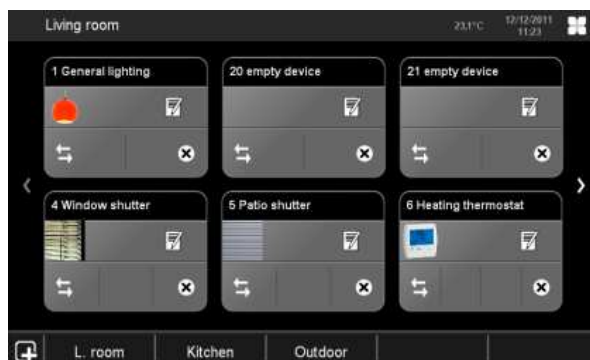 Living room
23,1°C
12/12/2011
11:23
1 General lighting
20 empty device
21 empty device
4 Window shutter
5 Patio shutter
6 Heating thermostat
L. room
Kitchen
Outdoor